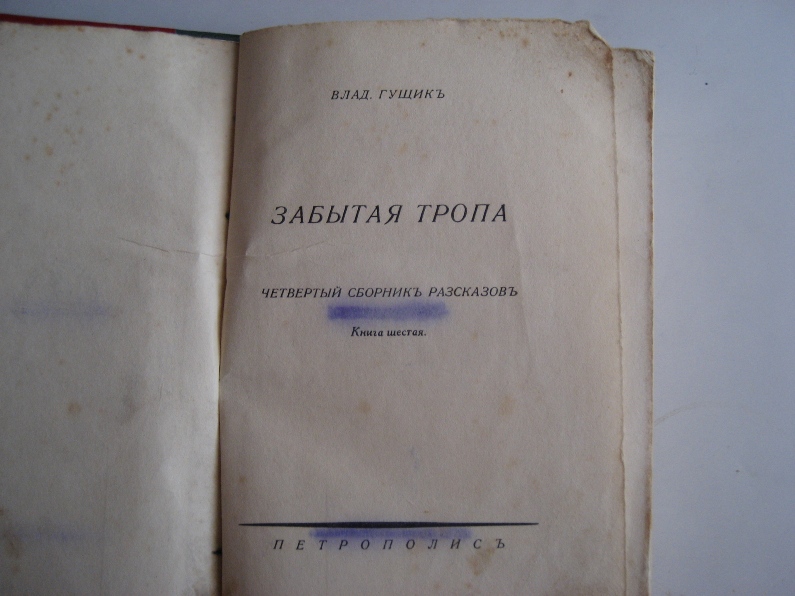 ВЛАД. ГУЩИКЪ
ЗАБЫТАЯ ТРОПА
ЧЕТВЕРТЫЙ СБОРНИКЪ РАЗСКАЗОВЪ
Книга шестая.
ПЕТРОПОЛИСЪ